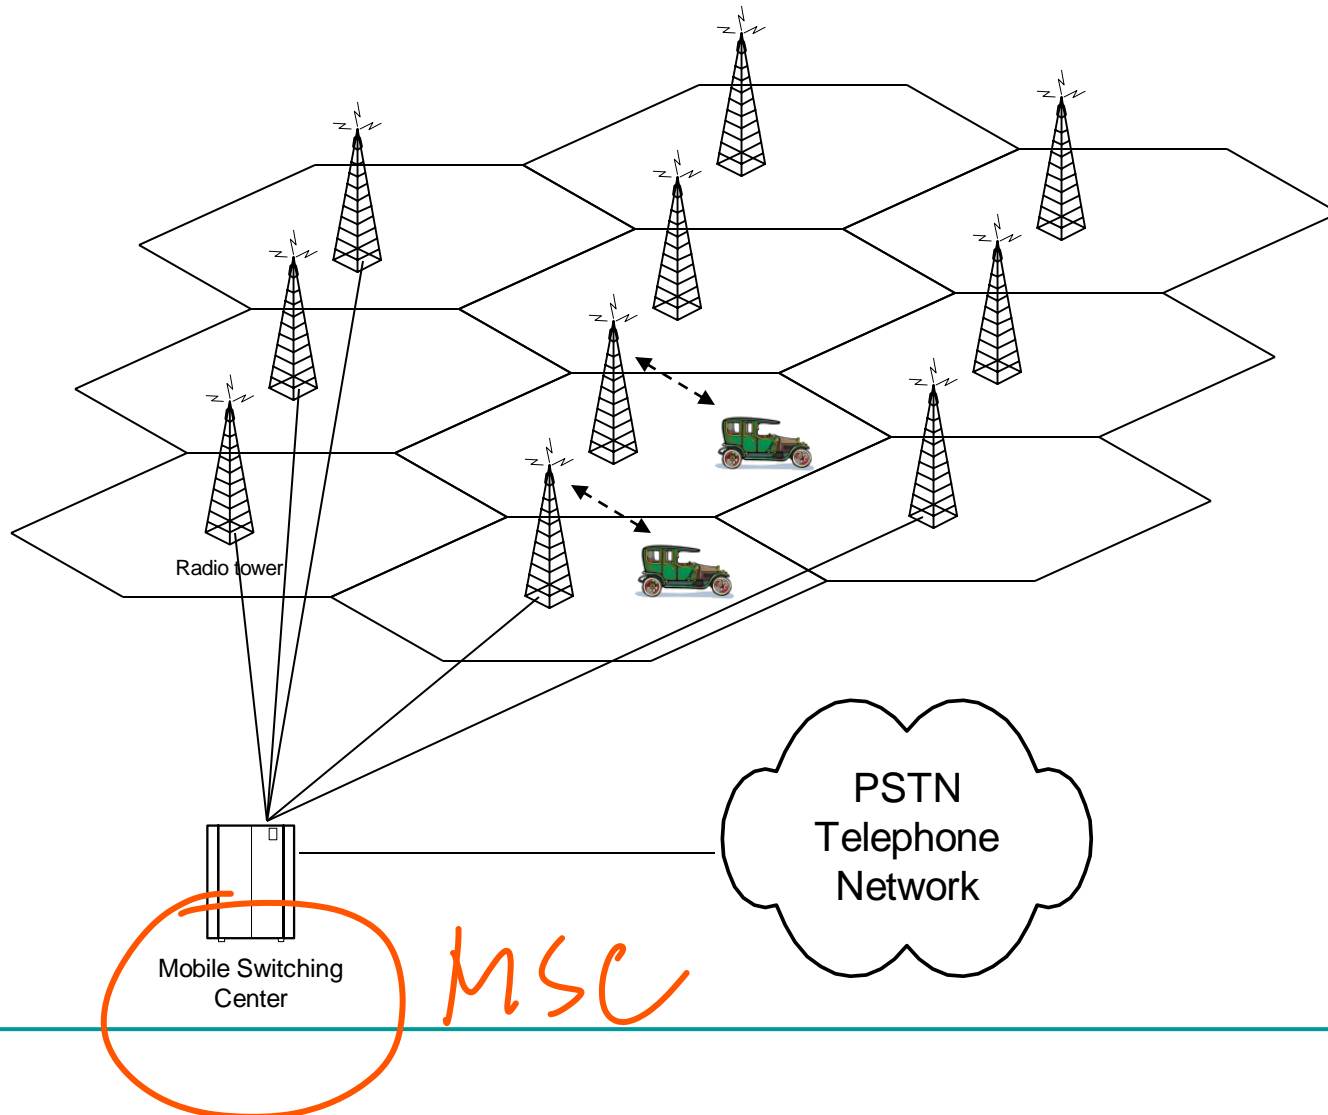 Radio tower
PSTN
Telephone
Network
Mobile Switching
Center
MSC